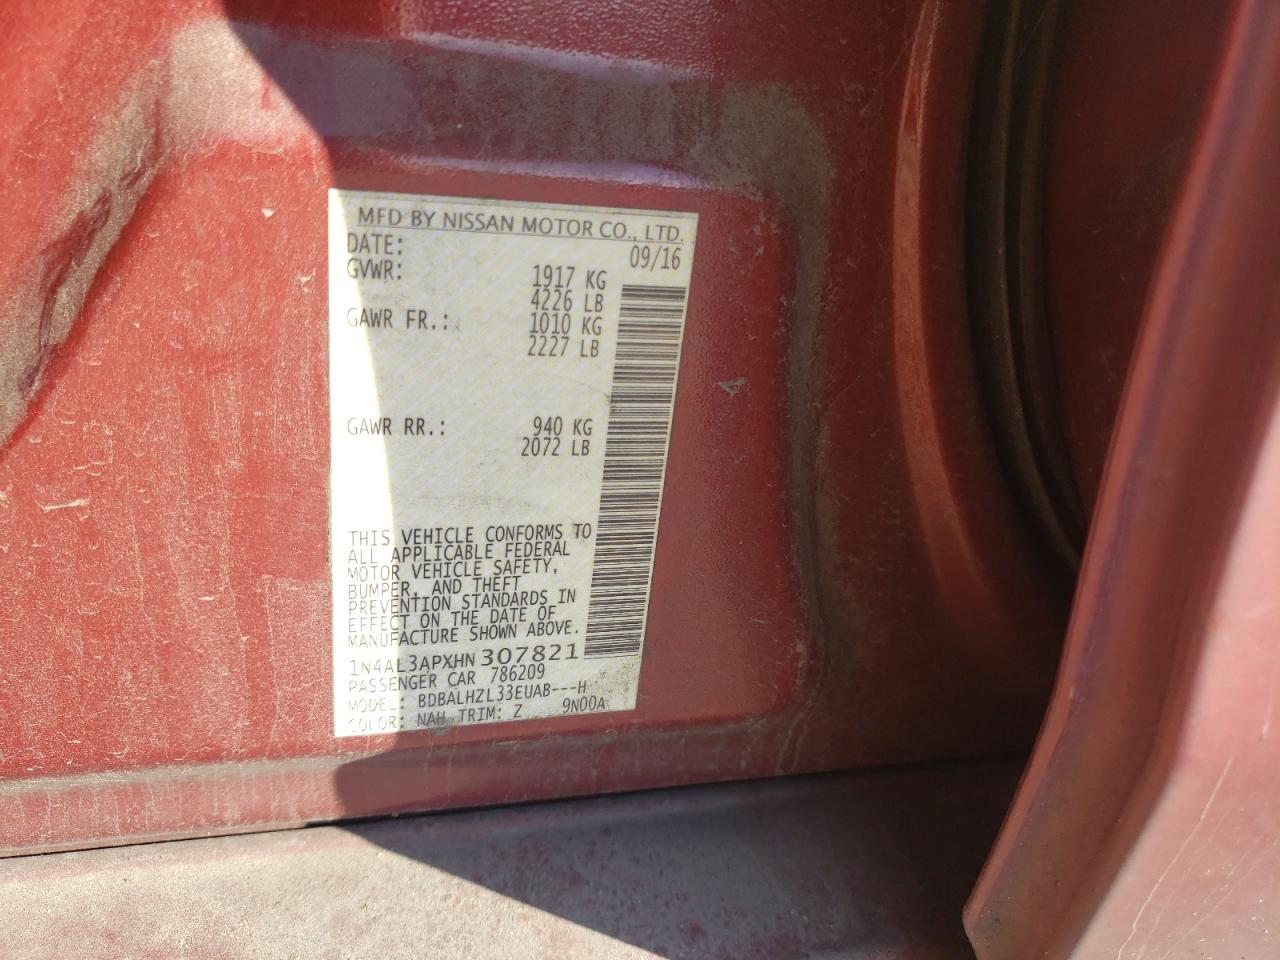 MFD BY NISSAN MOTOR CO., LTD.
DATE: 09/16
GVWR: 1917 KG
4226 LB
GAWR FR.: 1010 KG
2227 LB
GAWR RR.: 940 KG
2072 LB
THIS VEHICLE CONFORMS TO
ALL APPLICABLE FEDERAL
MOTOR VEHICLE SAFETY,
BUMPER, AND THEFT
PREVENTION STANDARDS IN
EFFECT ON THE DATE OF
MANUFACTURE SHOWN ABOVE.
1N4AL3APXHN 307821
PASSENGER CAR 786209
MODEL: BDBALHZL33EUAB---H
COLOR: NAH TRIM: Z 9N00A